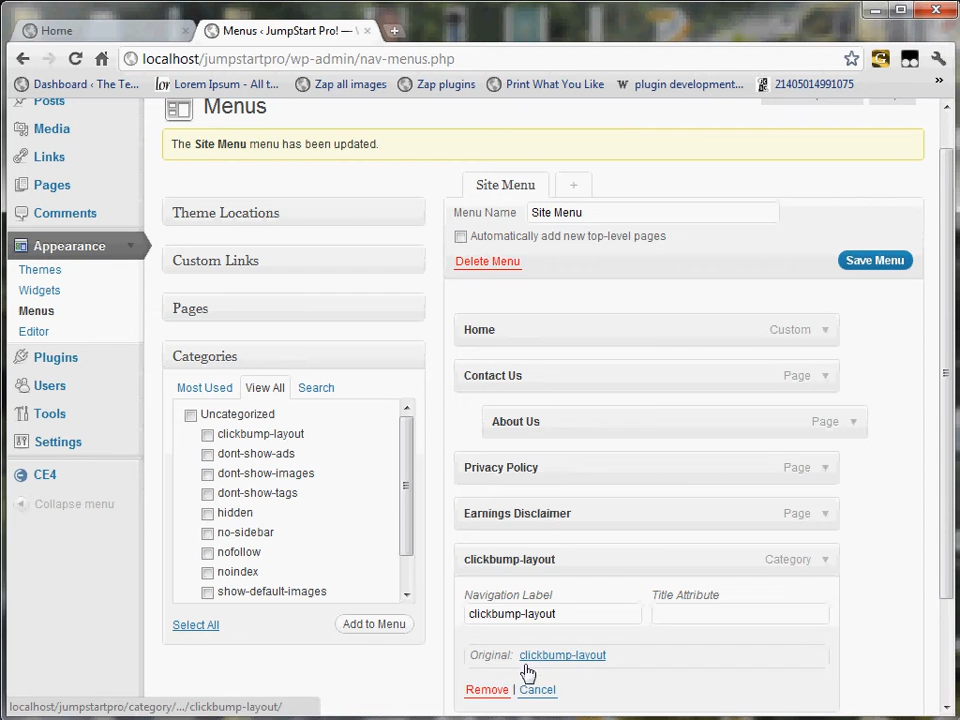 Home
Menus ‹ JumpStart Pro! — \
localhost/jumpstartpro/wp-admin/nav-menus.php
Dashboard ‹ The Te...
lor Lorem Ipsum - All t...
Zap all images
Zap plugins
Print What You Like
W plugin development...
21405014991075
»
Posts
Media
Links
Pages
Comments
Appearance
Themes
Widgets
Menus
Editor
Plugins
Users
Tools
Settings
CE4
Collapse menu
Menus
The Site Menu menu has been updated.
Theme Locations
Custom Links
Pages
Categories
Most Used View All Search
Uncategorized
clickbump-layout
dont-show-ads
dont-show-images
dont-show-tags
hidden
no-sidebar
nofollow
noindex
show-default-images
Select All
Add to Menu
Site Menu
+
Menu Name Site Menu
Automatically add new top-level pages
Delete Menu
Save Menu
Home Custom
Contact Us Page
About Us Page
Privacy Policy Page
Earnings Disclaimer Page
clickbump-layout Category
Navigation Label Title Attribute
clickbump-layout
Original: clickbump-layout
Remove | Cancel
localhost/jumpstartpro/category/.../clickbump-layout/